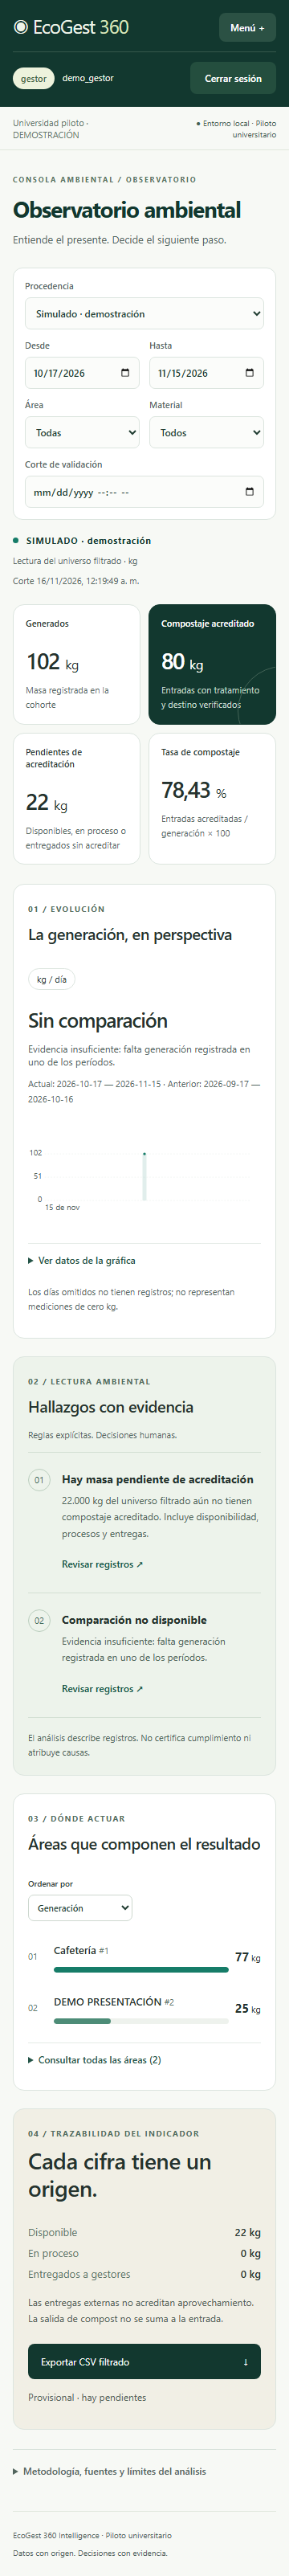 EcoGest 360
Menú +
gestor demo_gestor
Cerrar sesión
Universidad piloto ·
DEMOSTRACIÓN
● Entorno local · Piloto
universitario
CONSOLA AMBIENTAL / OBSERVATORIO
Observatorio ambiental
Entiende el presente. Decide el siguiente paso.
Procedencia
Simulado · demostración
Desde
Hasta
10/17/2026
11/15/2026
Área
Material
Todas
Todos
Corte de validación
mm/dd/yyyy --:-- --
SIMULADO · demostración
Lectura del universo filtrado · kg
Corte 16/11/2026, 12:19:49 a. m.
Generados
102 kg
Masa registrada en la
cohorte
Compostaje acreditado
80 kg
Entradas con tratamiento
y destino verificados
Pendientes de
acreditación
22 kg
Disponibles, en proceso o
entregados sin acreditar
Tasa de compostaje
78,43 %
Entradas acreditadas /
generación × 100
01 / EVOLUCIÓN
La generación, en perspectiva
kg / día
Sin comparación
Evidencia insuficiente: falta generación registrada en
uno de los períodos.
Actual: 2026-10-17 — 2026-11-15 · Anterior: 2026-09-17 —
2026-10-16
102
51
0
15 de nov
▶ Ver datos de la gráfica
Los días omitidos no tienen registros; no representan
mediciones de cero kg.
02 / LECTURA AMBIENTAL
Hallazgos con evidencia
Reglas explícitas. Decisiones humanas.
01
Hay masa pendiente de acreditación
22.000 kg del universo filtrado aún no tienen
compostaje acreditado. Incluye disponibilidad,
procesos y entregas.
Revisar registros ↗
02
Comparación no disponible
Evidencia insuficiente: falta generación
registrada en uno de los períodos.
Revisar registros ↗
El análisis describe registros. No certifica cumplimiento ni
atribuye causas.
03 / DÓNDE ACTUAR
Áreas que componen el resultado
Ordenar por
Generación
01 Cafetería #1 77 kg
02 DEMO PRESENTACIÓN #2 25 kg
▶ Consultar todas las áreas (2)
04 / TRAZABILIDAD DEL INDICADOR
Cada cifra tiene un
origen.
Disponible 22 kg
En proceso 0 kg
Entregados a gestores 0 kg
Las entregas externas no acreditan aprovechamiento.
La salida de compost no se suma a la entrada.
Exportar CSV filtrado ↓
Provisional · hay pendientes
▶ Metodología, fuentes y límites del análisis
EcoGest 360 Intelligence · Piloto universitario
Datos con origen. Decisiones con evidencia.